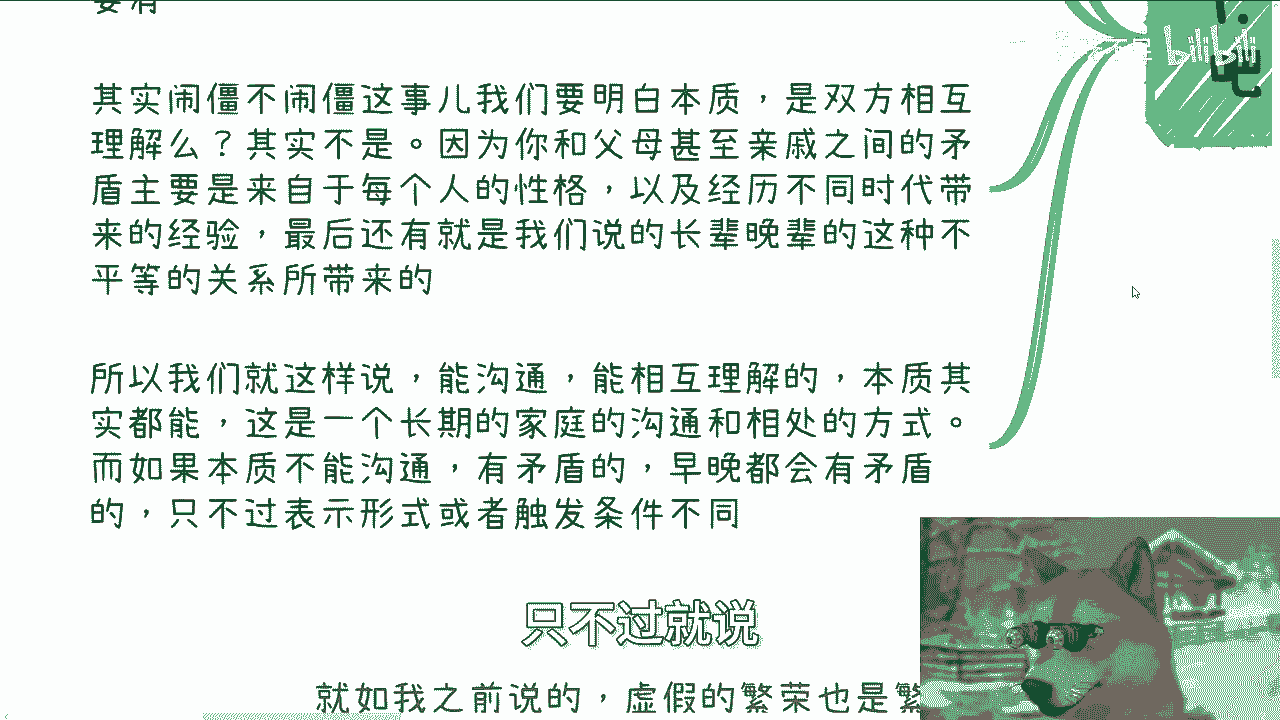 要有
bilibili
吧
其实闹僵不闹僵这事儿我们要明白本质，是双方相互
理解么？其实不是。因为你和父母甚至亲戚之间的矛
盾主要是来自于每个人的性格，以及经历不同时代带
来的经验，最后还有就是我们说的长辈晚辈的这种不
平等的关系所带来的
所以我们就这样说，能沟通，能相互理解的，本质其
实都能，这是一个长期的家庭的沟通和相处的方式。
而如果本质不能沟通，有矛盾的，早晚都会有矛盾
的，只不过表示形式或者触发条件不同
只不过就说
就如我之前说的，虚假的繁荣也是繁